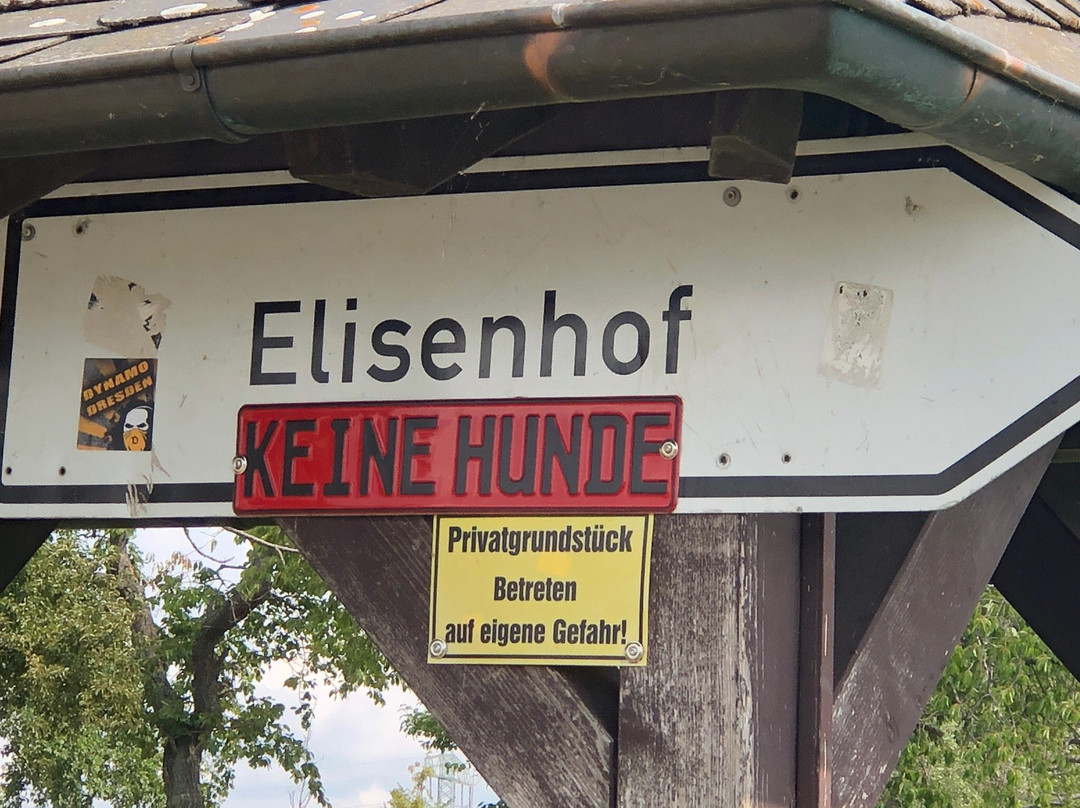 Elisenhof
DYNAMO
DRESDEN
D
KEINE HUNDE
Privatgrundstück
Betreten
auf eigene Gefahr!